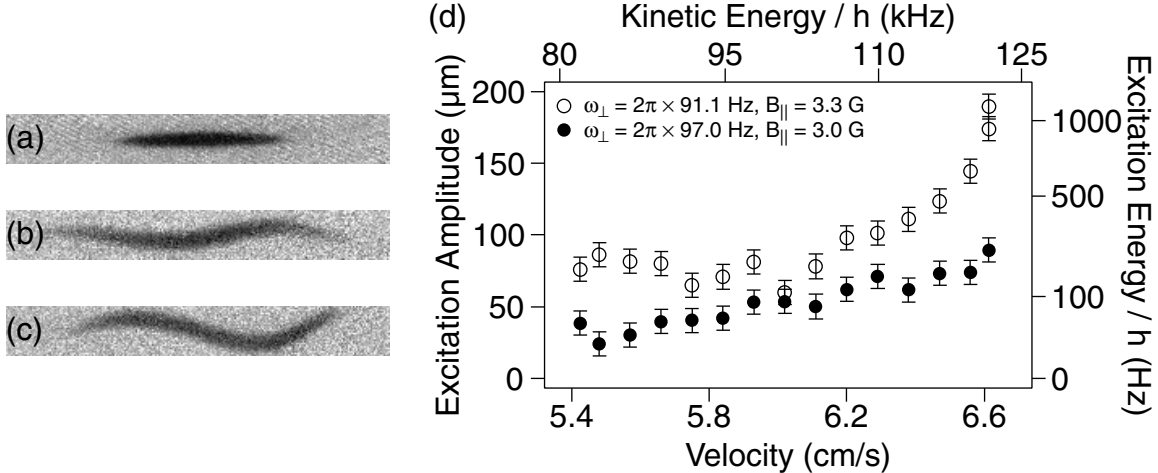 (a)
(b)
(c)
(d)
Kinetic Energy / h (kHz)
80 95 110 125
Excitation Amplitude (μm)
200
150
100
50
0
ω⊥ = 2π × 91.1 Hz, B|| = 3.3 G
ω⊥ = 2π × 97.0 Hz, B|| = 3.0 G
1000
500
100
0
Excitation Energy / h (Hz)
5.4 5.8 6.2 6.6
Velocity (cm/s)